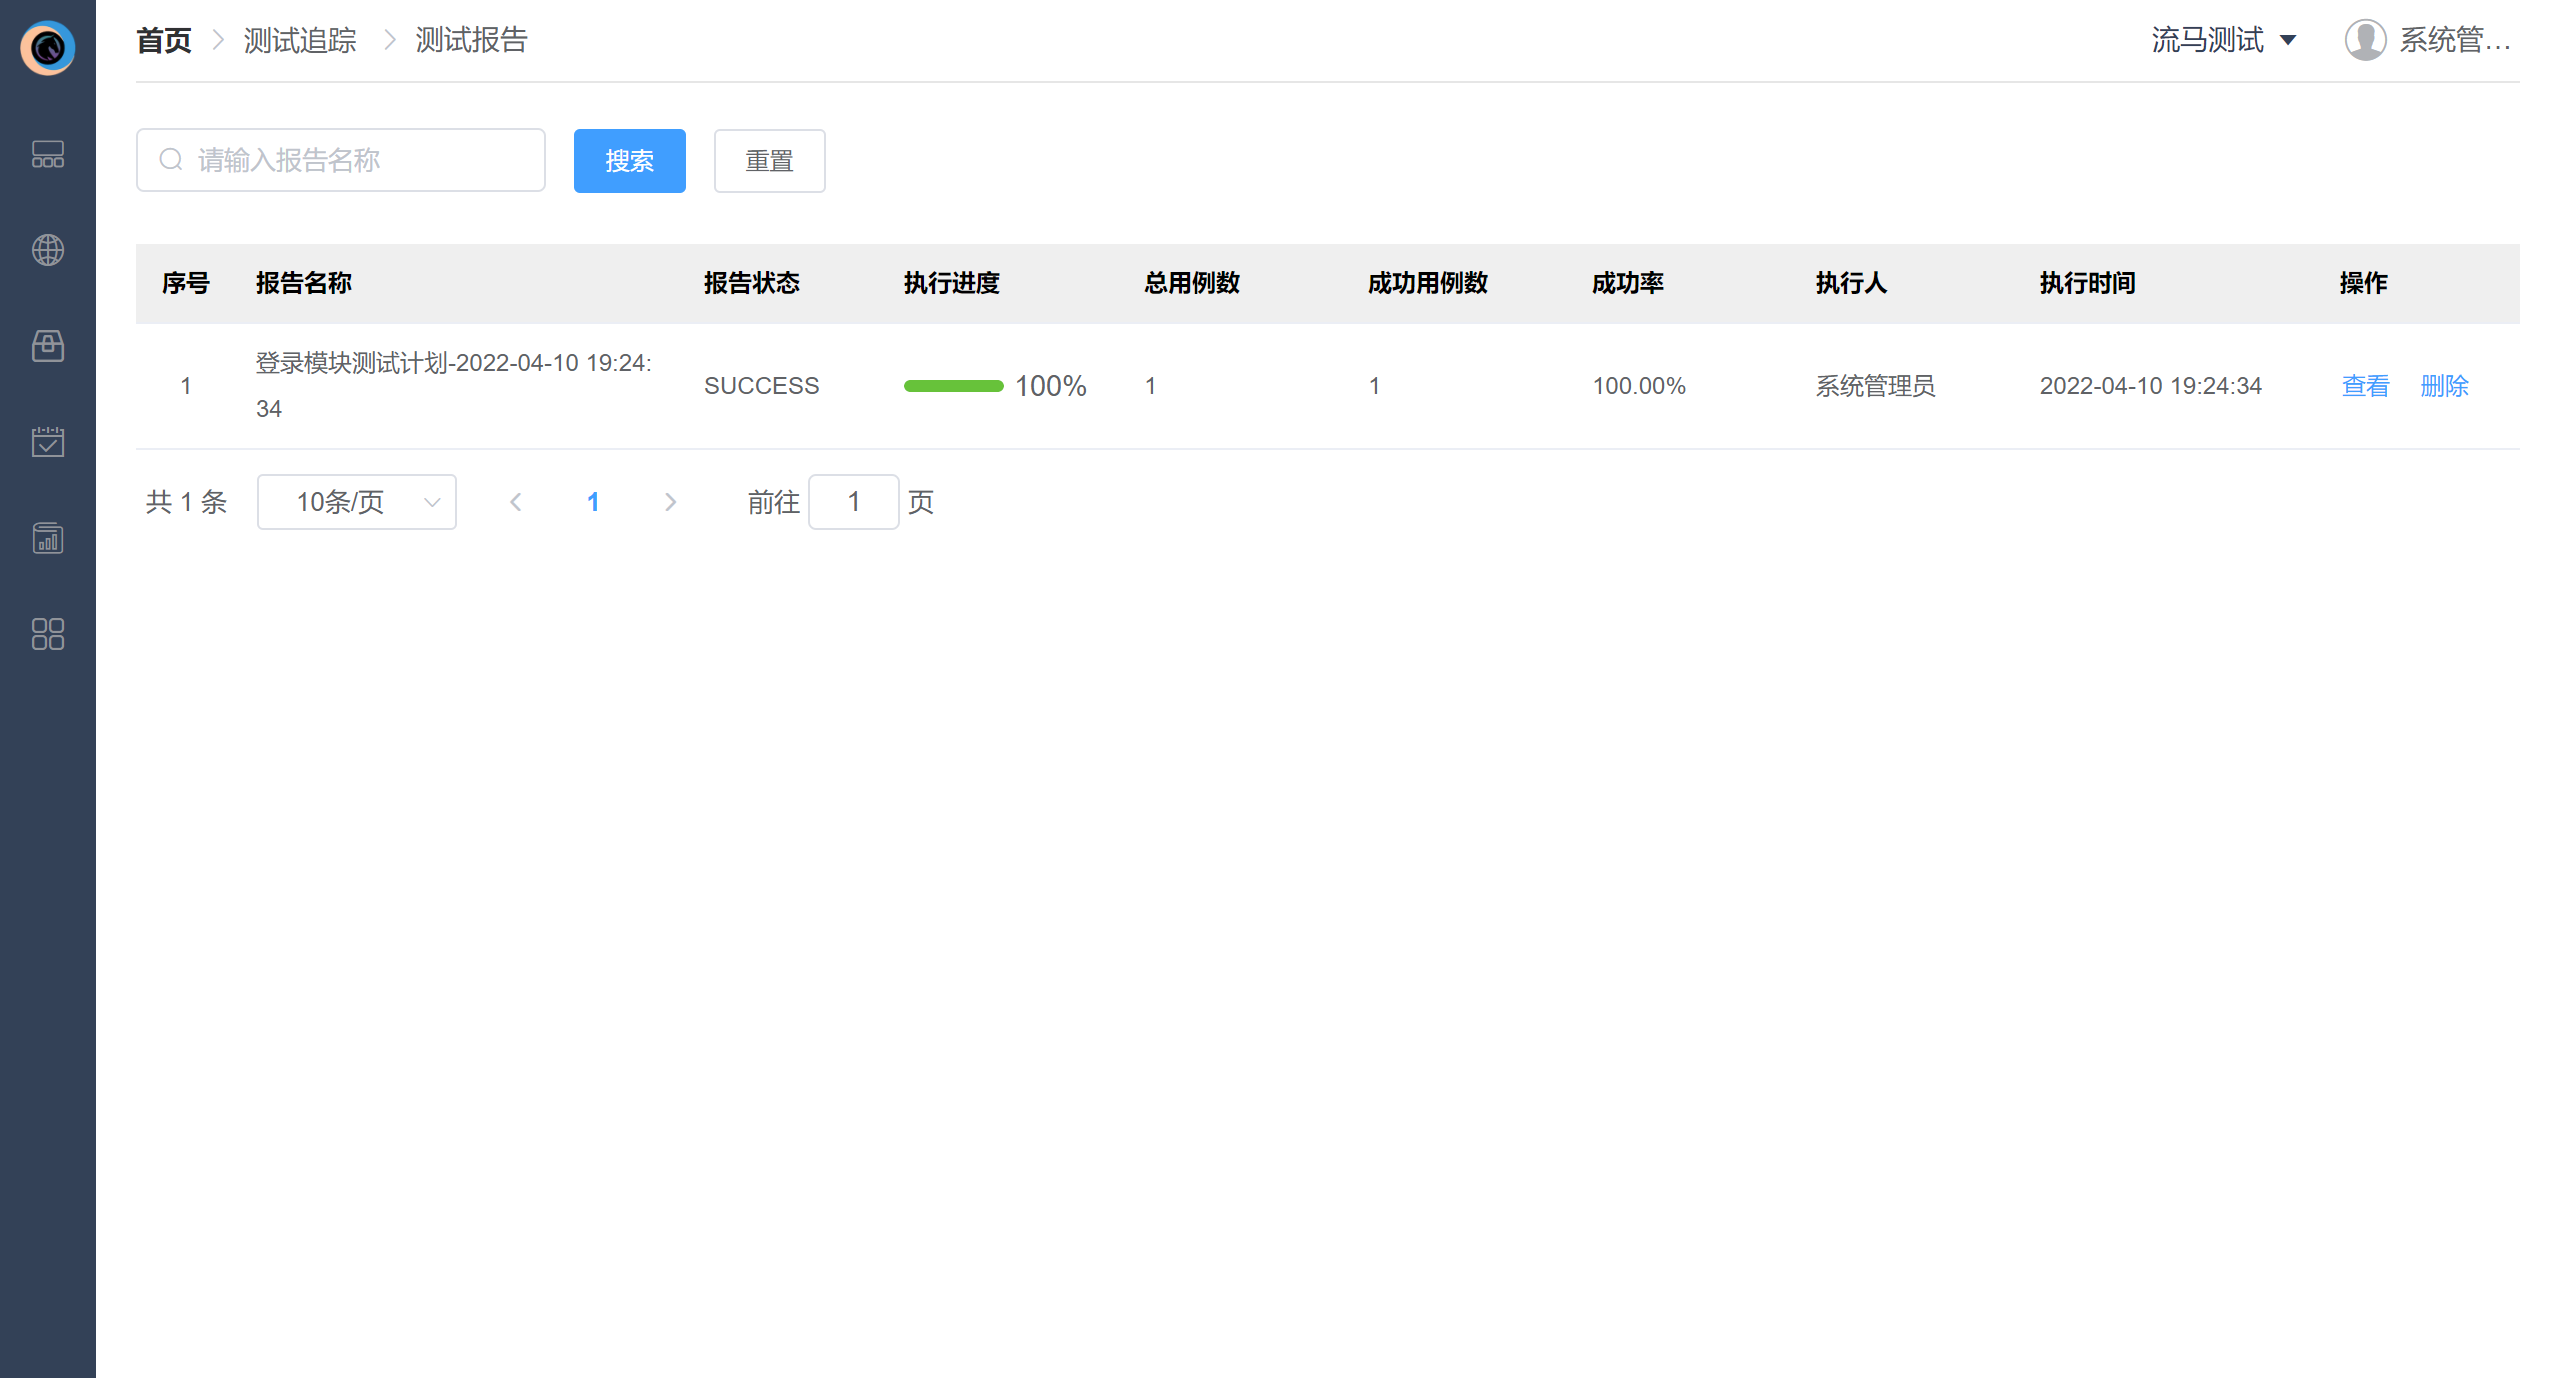 首页 测试追踪 测试报告 流马测试 系统管...
请输入报告名称 搜索 重置
序号 报告名称 报告状态 执行进度 总用例数 成功用例数 成功率 执行人 执行时间 操作
登录模块测试计划-2022-04-10 19:24:
1 SUCCESS 100% 1 1 100.00% 系统管理员 2022-04-10 19:24:34 查看 删除
34
共 1 条 10条/页 1 前往 1 页